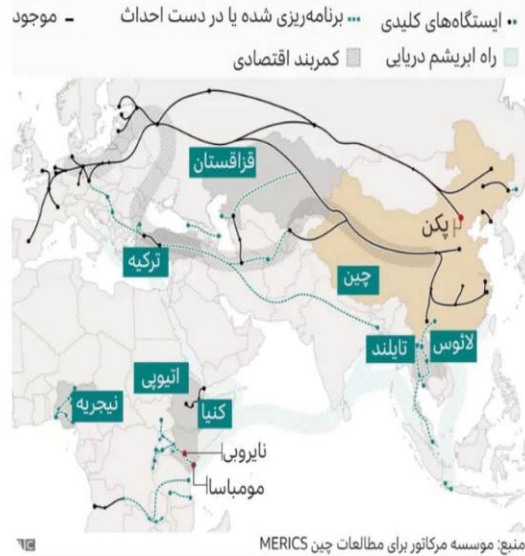 •• ایستگاه‌های کلیدی ••• برنامه‌ریزی شده یا در دست احداث – موجود
راه ابریشم دریایی کمربند اقتصادی
قزاقستان
پکن
ترکیه
چین
لائوس
تایلند
اتیوپی
نیجریه
کنیا
نایروبی
مومباسا
منبع: موسسه مرکاتور برای مطالعات چین MERICS